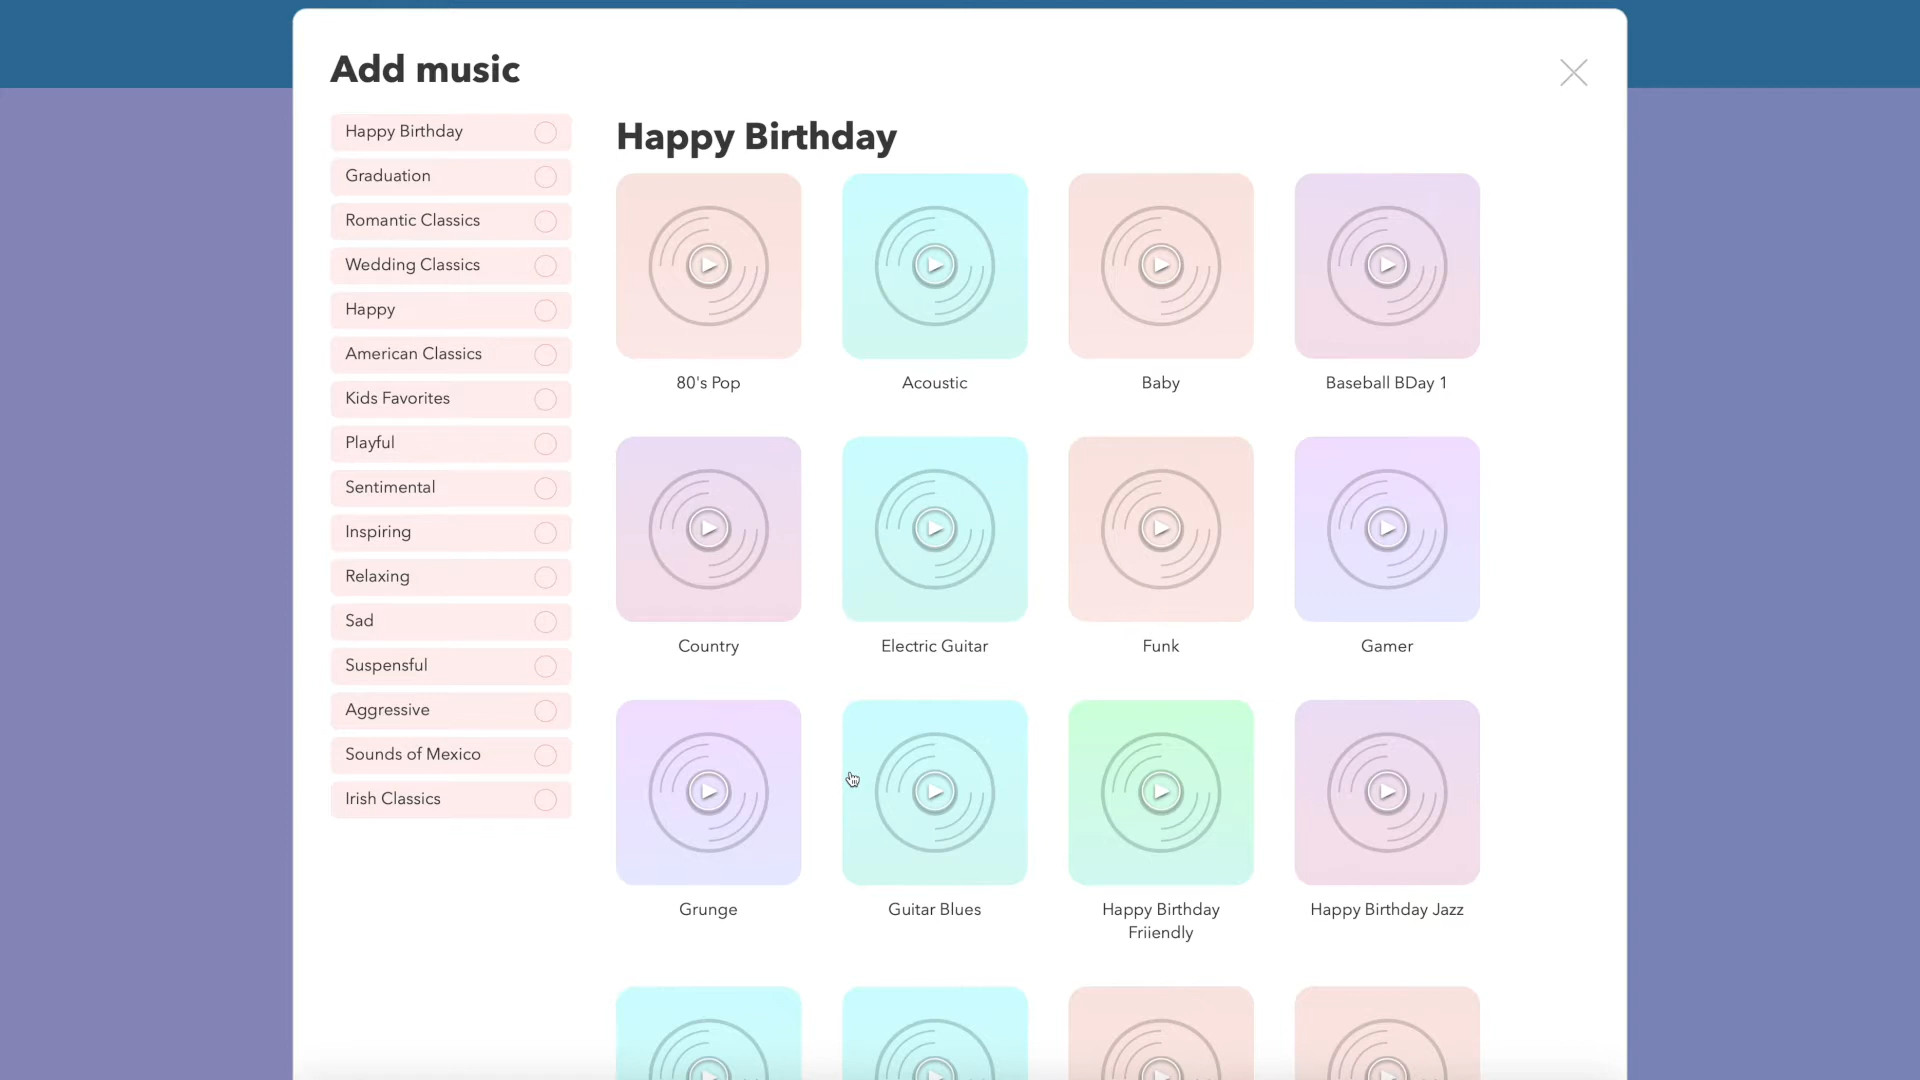 Add music
Happy Birthday
Graduation
Romantic Classics
Wedding Classics
Happy
American Classics
Kids Favorites
Playful
Sentimental
Inspiring
Relaxing
Sad
Suspensful
Aggressive
Sounds of Mexico
Irish Classics
Happy Birthday
80's Pop
Acoustic
Baby
Baseball BDay 1
Country
Electric Guitar
Funk
Gamer
Grunge
Guitar Blues
Happy Birthday
Friiendly
Happy Birthday Jazz